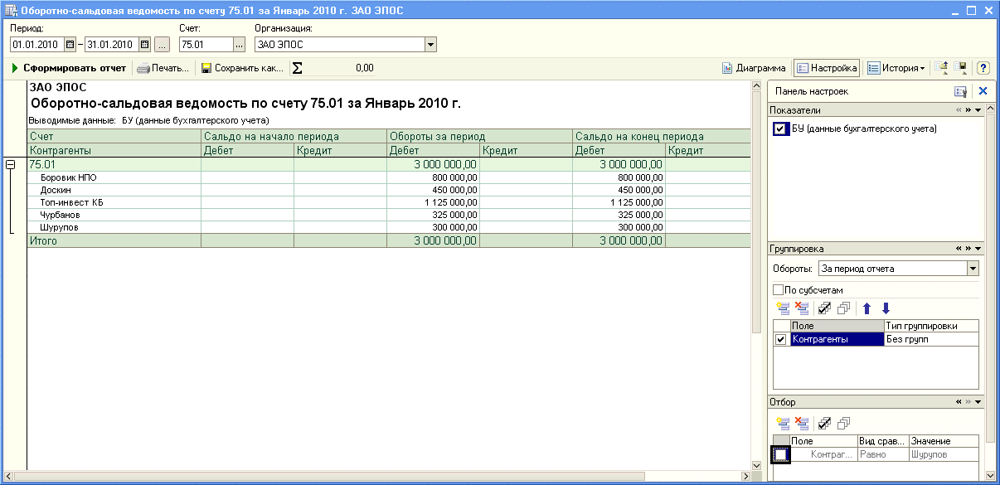 Оборотно-сальдовая ведомость по счету 75.01 за Январь 2010 г. ЗАО ЭПОС
Период: Счет: Организация:
01.01.2010 – 31.01.2010 ... 75.01 ... ЗАО ЭПОС
Сформировать отчет Печать... Сохранить как... Σ 0,00 Диаграмма Настройка История ?
ЗАО ЭПОС
Оборотно-сальдовая ведомость по счету 75.01 за Январь 2010 г.
Выводимые данные: БУ (данные бухгалтерского учета)
Счет Сальдо на начало периода Обороты за период Сальдо на конец периода
Контрагенты Дебет Кредит Дебет Кредит Дебет Кредит
75.01 3 000 000,00 3 000 000,00
Боровик НПО 800 000,00 800 000,00
Доскин 450 000,00 450 000,00
Топ-инвест КБ 1 125 000,00 1 125 000,00
Чурбанов 325 000,00 325 000,00
Шурупов 300 000,00 300 000,00
Итого 3 000 000,00 3 000 000,00
Панель настроек
Показатели
БУ (данные бухгалтерского учета)
Группировка
Обороты: За период отчета
По субсчетам
Поле Тип группировки
Контрагенты Без групп
Отбор
Поле Вид срав... Значение
Контраг... Равно Шурупов